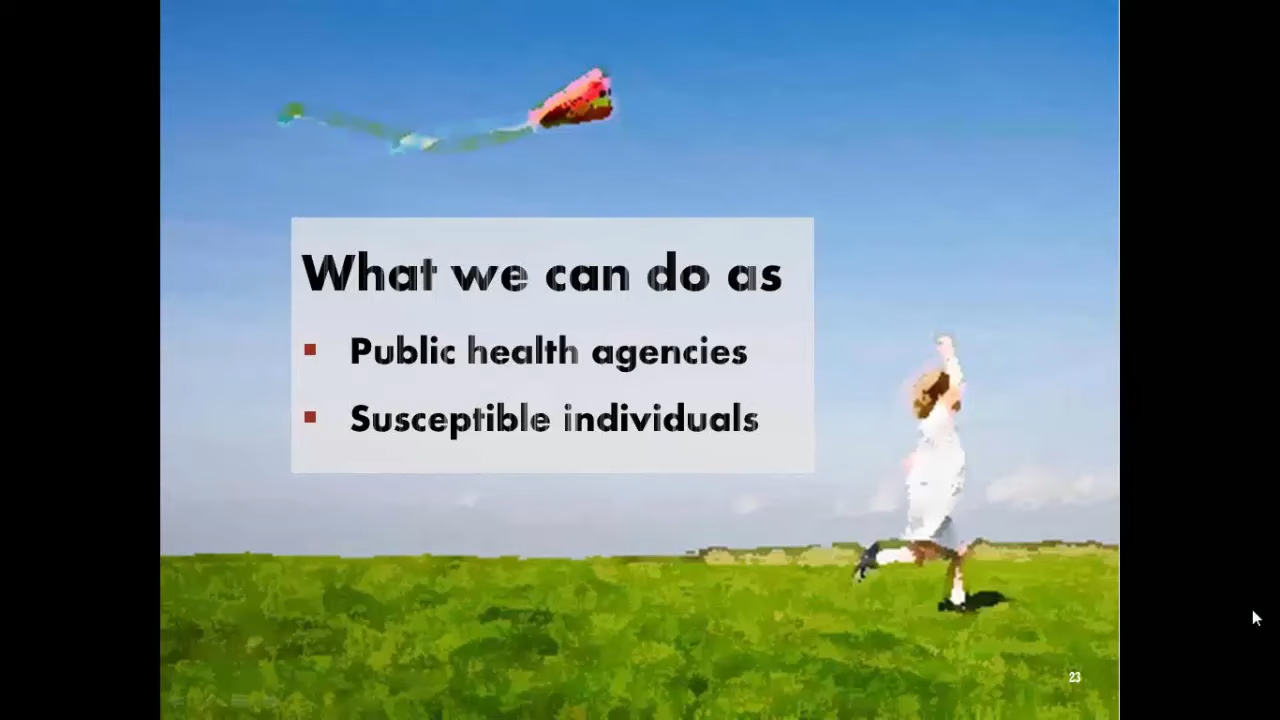 What we can do as
Public health agencies
Susceptible individuals
23